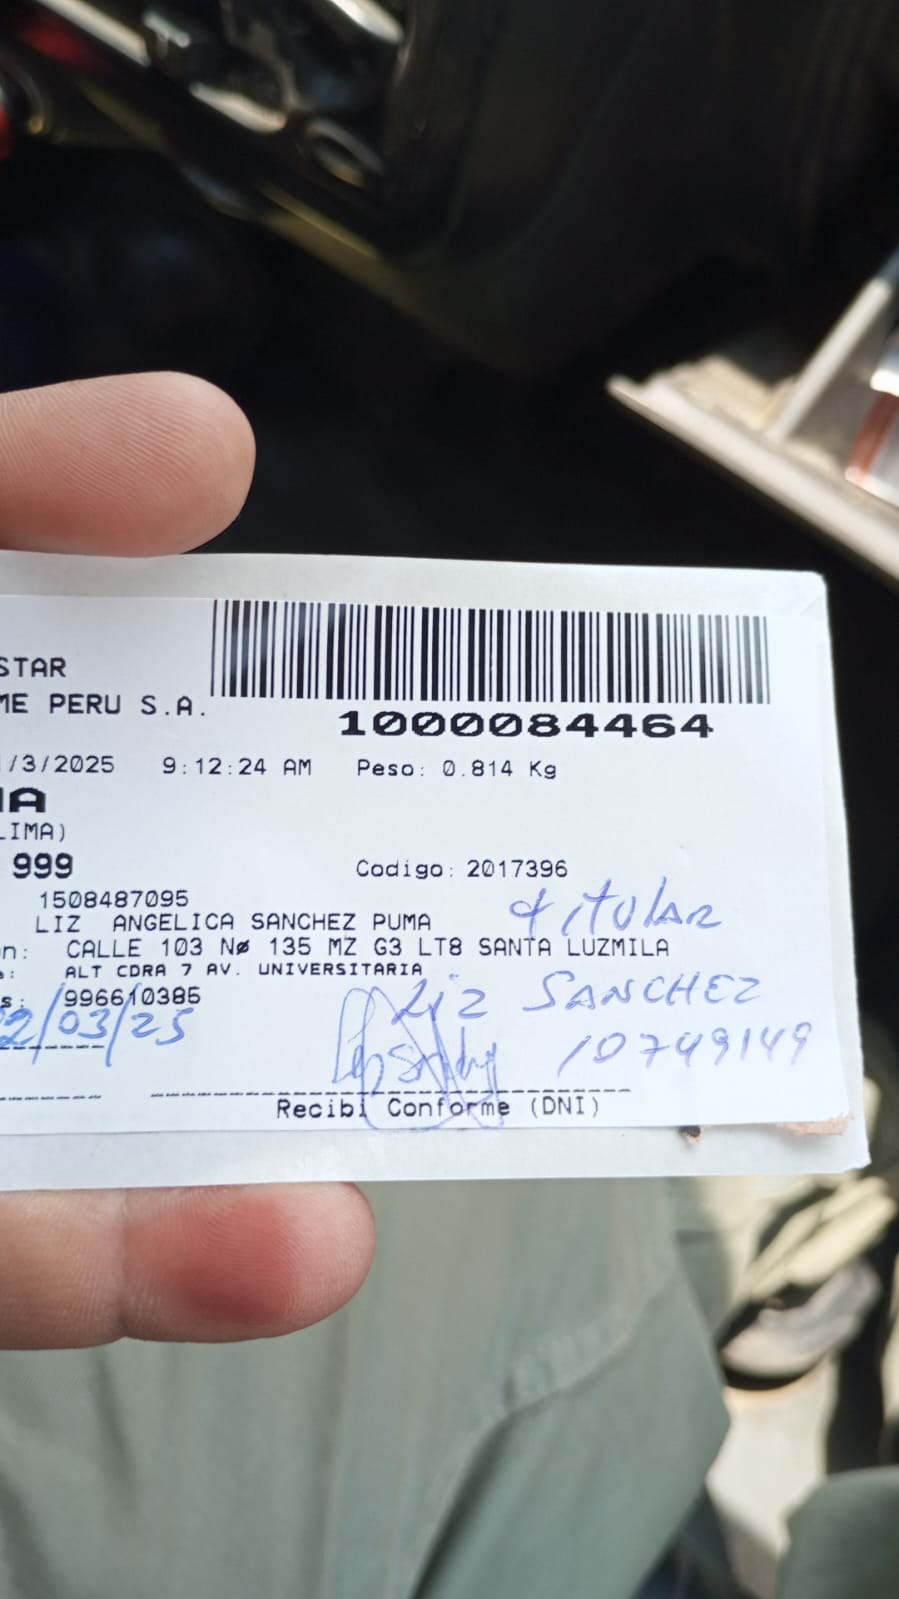 STAR
ME PERU S.A.
1000084464
/3/2025 9:12:24 AM Peso: 0.814 Kg
MA
LIMA)
999 Codigo: 2017396
1508487095
LIZ ANGELICA SANCHEZ PUMA titular
n: CALLE 103 Nø 135 MZ G3 LT8 SANTA LUZMILA
: ALT CDRA 7 AV. UNIVERSITARIA
s: 996610385 Liz SANCHEZ
2/03/25 10749149
Recibi Conforme (DNI)